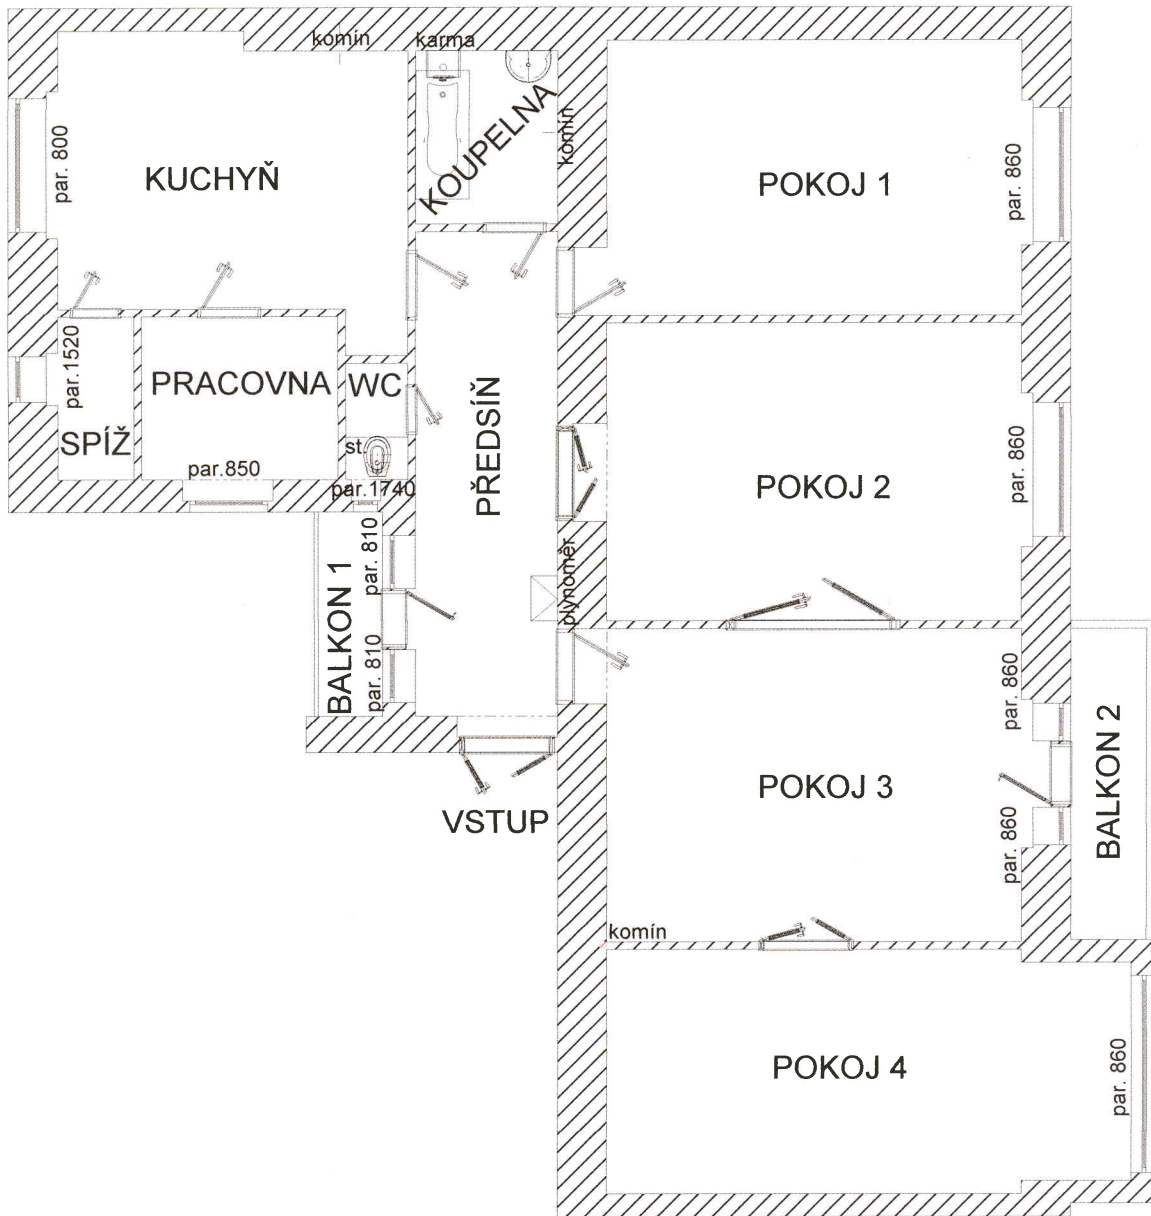 komín
karma
KUCHYŇ
par. 800
KOUPELNA
komín
POKOJ 1
par. 860
par.1520
SPÍŽ
PRACOVNA
par.850
WC
st.
par.1740
PŘEDSÍŇ
POKOJ 2
par. 860
BALKON 1
par. 810
par. 810
plynoměr
VSTUP
POKOJ 3
par. 860
par. 860
BALKON 2
komín
POKOJ 4
par. 860